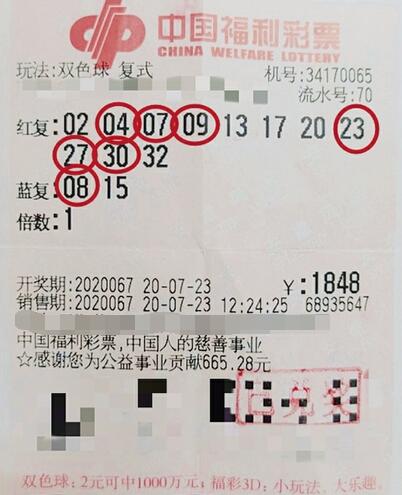 中国福利彩票
CHINA WELFARE LOTTERY
玩法:双色球 复式
机号:34170065
流水号:70
红复:02 04 07 09 13 17 20 23
27 30 32
蓝复:08 15
倍数:1
开奖期:2020067 20-07-23 ¥:1848
销售期:2020067 20-07-23 12:24:25 68935647
中国福利彩票,中国人的慈善事业
☆感谢您为公益事业贡献665.28元
已兑奖
双色球:2元可中1000万元;福彩3D:小玩法、大乐趣。